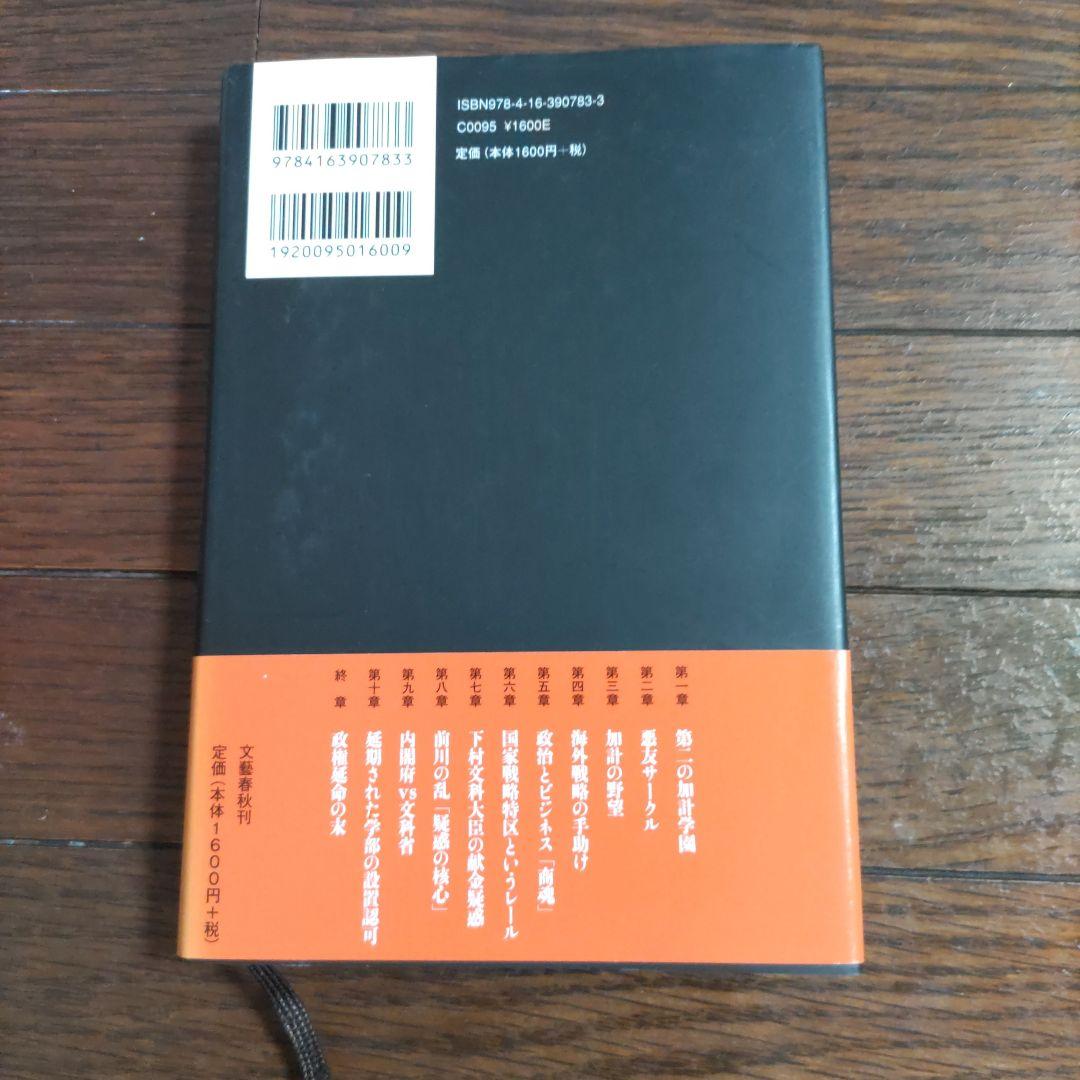 9784163907833
1920095016009
ISBN978-4-16-390783-3
C0095 ¥1600E
定価(本体1600円+税)
第一章 第二の加計学園
第二章 悪友サークル
第三章 加計の野望
第四章 海外戦略の手助け
第五章 政治とビジネス「商魂」
第六章 国家戦略特区というレール
第七章 下村文科大臣の献金疑惑
第八章 前川の乱「疑惑の核心」
第九章 内閣府vs文科省
第十章 延期された学部の設置認可
終章 政権延命の末
文藝春秋刊
定価(本体1600円+税)